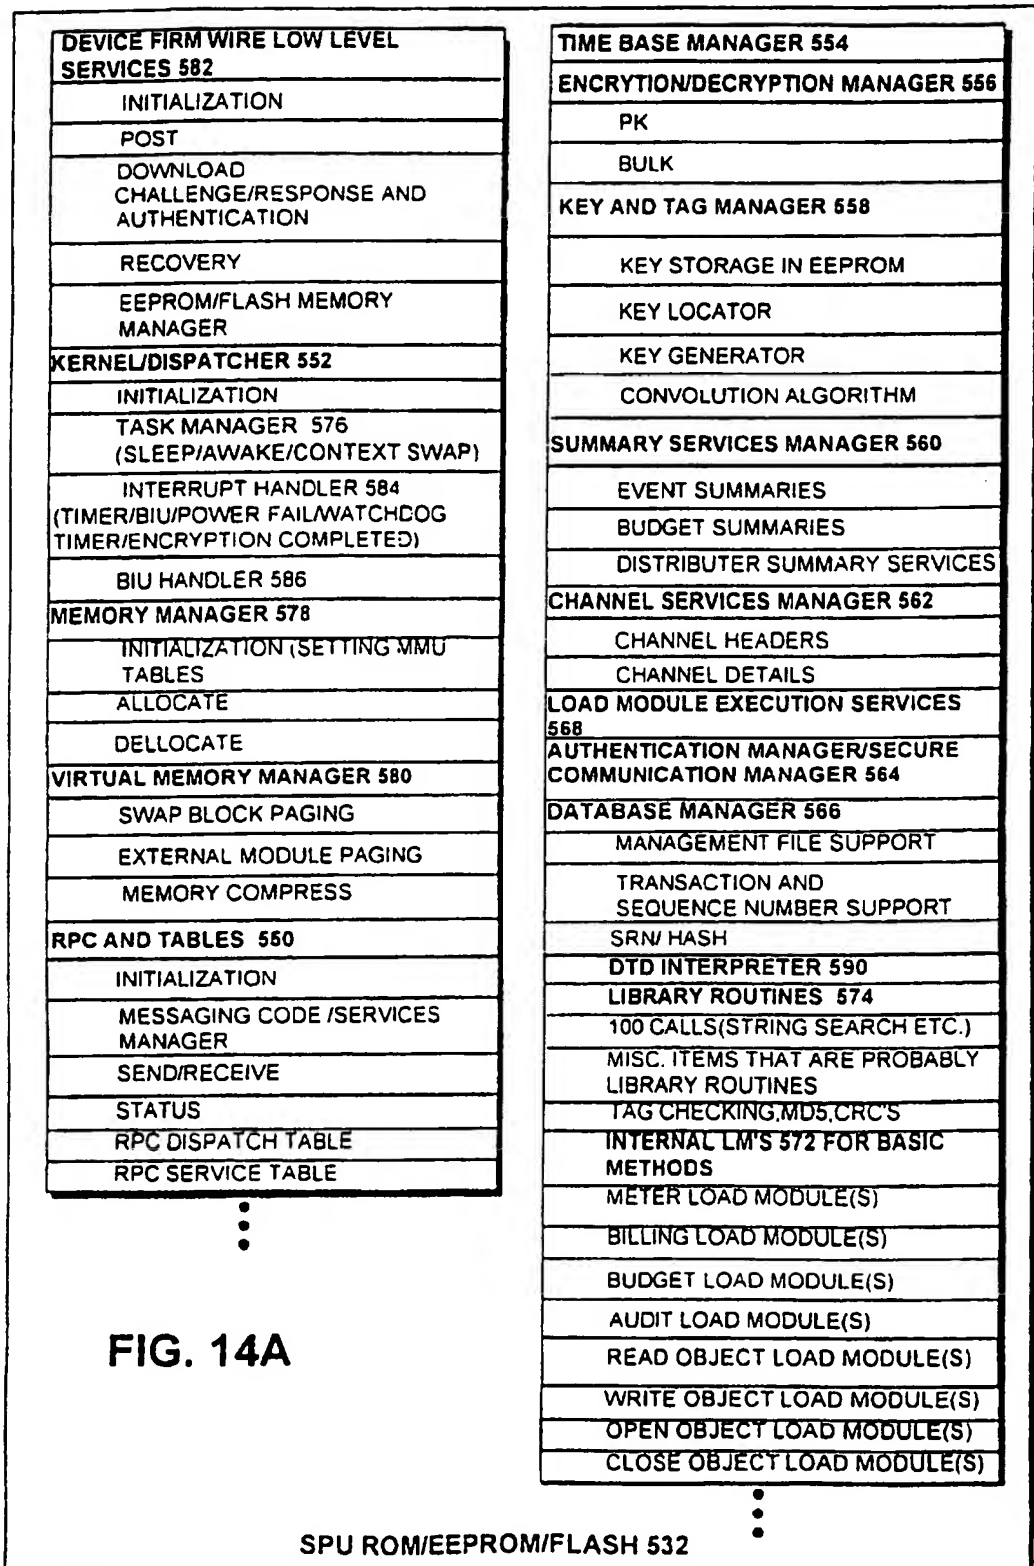 DEVICE FIRM WIRE LOW LEVEL
SERVICES 582
INITIALIZATION
POST
DOWNLOAD
CHALLENGE/RESPONSE AND
AUTHENTICATION
RECOVERY
EEPROM/FLASH MEMORY
MANAGER
KERNEL/DISPATCHER 552
INITIALIZATION
TASK MANAGER 576
(SLEEP/AWAKE/CONTEXT SWAP)
INTERRUPT HANDLER 584
(TIMER/BIU/POWER FAIL/WATCHDOG
TIMER/ENCRYPTION COMPLETED)
BIU HANDLER 586
MEMORY MANAGER 578
INITIALIZATION (SETTING MMU
TABLES
ALLOCATE
DELLOCATE
VIRTUAL MEMORY MANAGER 580
SWAP BLOCK PAGING
EXTERNAL MODULE PAGING
MEMORY COMPRESS
RPC AND TABLES 550
INITIALIZATION
MESSAGING CODE /SERVICES
MANAGER
SEND/RECEIVE
STATUS
RPC DISPATCH TABLE
RPC SERVICE TABLE
TIME BASE MANAGER 554
ENCRYTION/DECRYPTION MANAGER 556
PK
BULK
KEY AND TAG MANAGER 558
KEY STORAGE IN EEPROM
KEY LOCATOR
KEY GENERATOR
CONVOLUTION ALGORITHM
SUMMARY SERVICES MANAGER 560
EVENT SUMMARIES
BUDGET SUMMARIES
DISTRIBUTER SUMMARY SERVICES
CHANNEL SERVICES MANAGER 562
CHANNEL HEADERS
CHANNEL DETAILS
LOAD MODULE EXECUTION SERVICES
568
AUTHENTICATION MANAGER/SECURE
COMMUNICATION MANAGER 564
DATABASE MANAGER 566
MANAGEMENT FILE SUPPORT
TRANSACTION AND
SEQUENCE NUMBER SUPPORT
SRN/ HASH
DTD INTERPRETER 590
LIBRARY ROUTINES 574
100 CALLS(STRING SEARCH ETC.)
MISC. ITEMS THAT ARE PROBABLY
LIBRARY ROUTINES
TAG CHECKING,MD5,CRC'S
INTERNAL LM'S 572 FOR BASIC
METHODS
METER LOAD MODULE(S)
BILLING LOAD MODULE(S)
BUDGET LOAD MODULE(S)
AUDIT LOAD MODULE(S)
READ OBJECT LOAD MODULE(S)
WRITE OBJECT LOAD MODULE(S)
OPEN OBJECT LOAD MODULE(S)
CLOSE OBJECT LOAD MODULE(S)
FIG. 14A
SPU ROM/EEPROM/FLASH 532